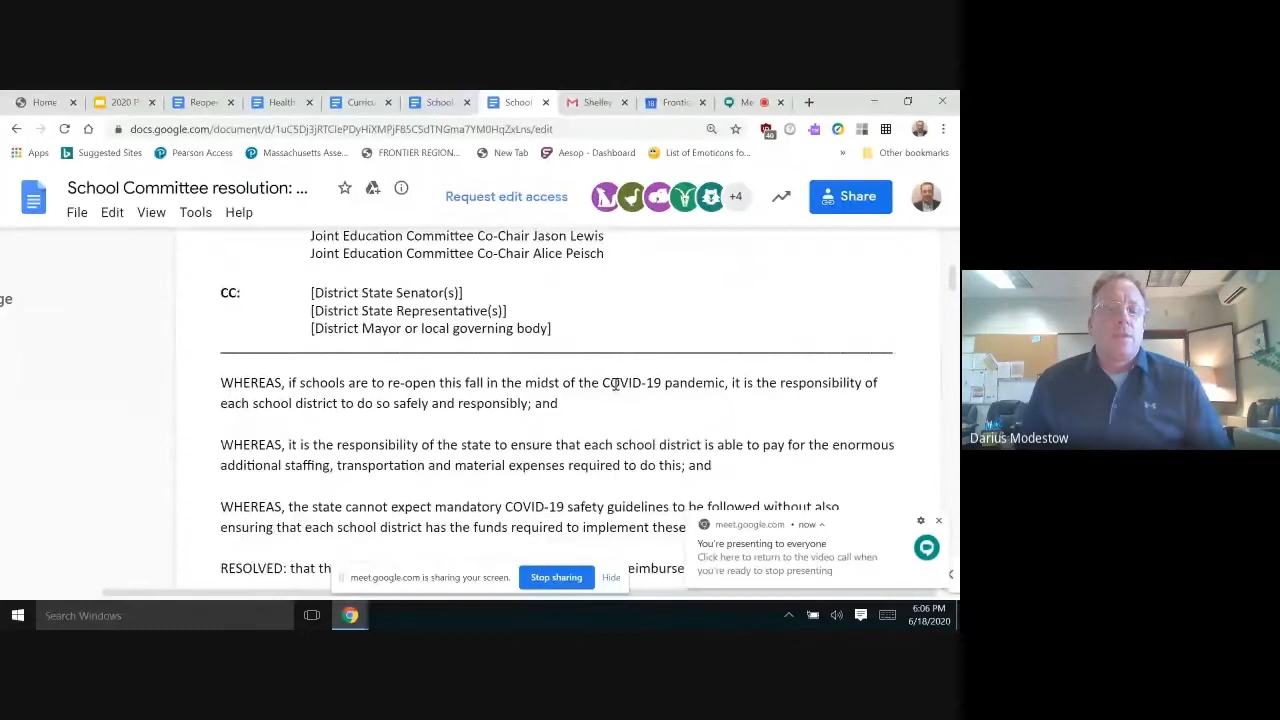 Home
2020 P
Reope
Health
Curricu
School
School
Shelley
Frontic
Me
docs.google.com/document/d/1uC5Dj3jRTCIePDyHiXMPjF85CSdTNGma7YM0HqZxLns/edit
40
Apps
Suggested Sites
Pearson Access
Massachusetts Asse...
FRONTIER REGION...
New Tab
Aesop - Dashboard
List of Emoticons fo...
»
Other bookmarks
School Committee resolution: ...
File Edit View Tools Help
Request edit access
+4
Share
Joint Education Committee Co-Chair Jason Lewis
Joint Education Committee Co-Chair Alice Peisch
CC: [District State Senator(s)]
[District State Representative(s)]
[District Mayor or local governing body]
WHEREAS, if schools are to re-open this fall in the midst of the COVID-19 pandemic, it is the responsibility of
each school district to do so safely and responsibly; and
WHEREAS, it is the responsibility of the state to ensure that each school district is able to pay for the enormous
additional staffing, transportation and material expenses required to do this; and
WHEREAS, the state cannot expect mandatory COVID-19 safety guidelines to be followed without also
ensuring that each school district has the funds required to implement these
RESOLVED: that th
eimburse
meet.google.com • now
You're presenting to everyone
Click here to return to the video call when
you're ready to stop presenting
meet.google.com is sharing your screen.
Stop sharing
Hide
Search Windows
6:06 PM
6/18/2020
Darius Modestow